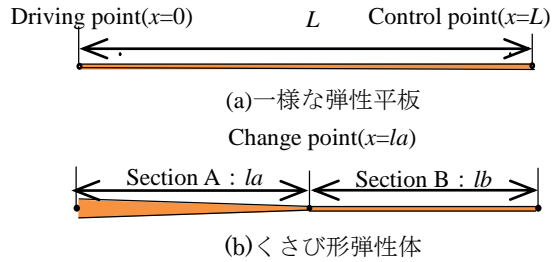 Driving point(x=0) L Control point(x=L)
(a)一様な弾性平板
Change point(x=la)
Section A：la Section B：lb
(b)くさび形弾性体